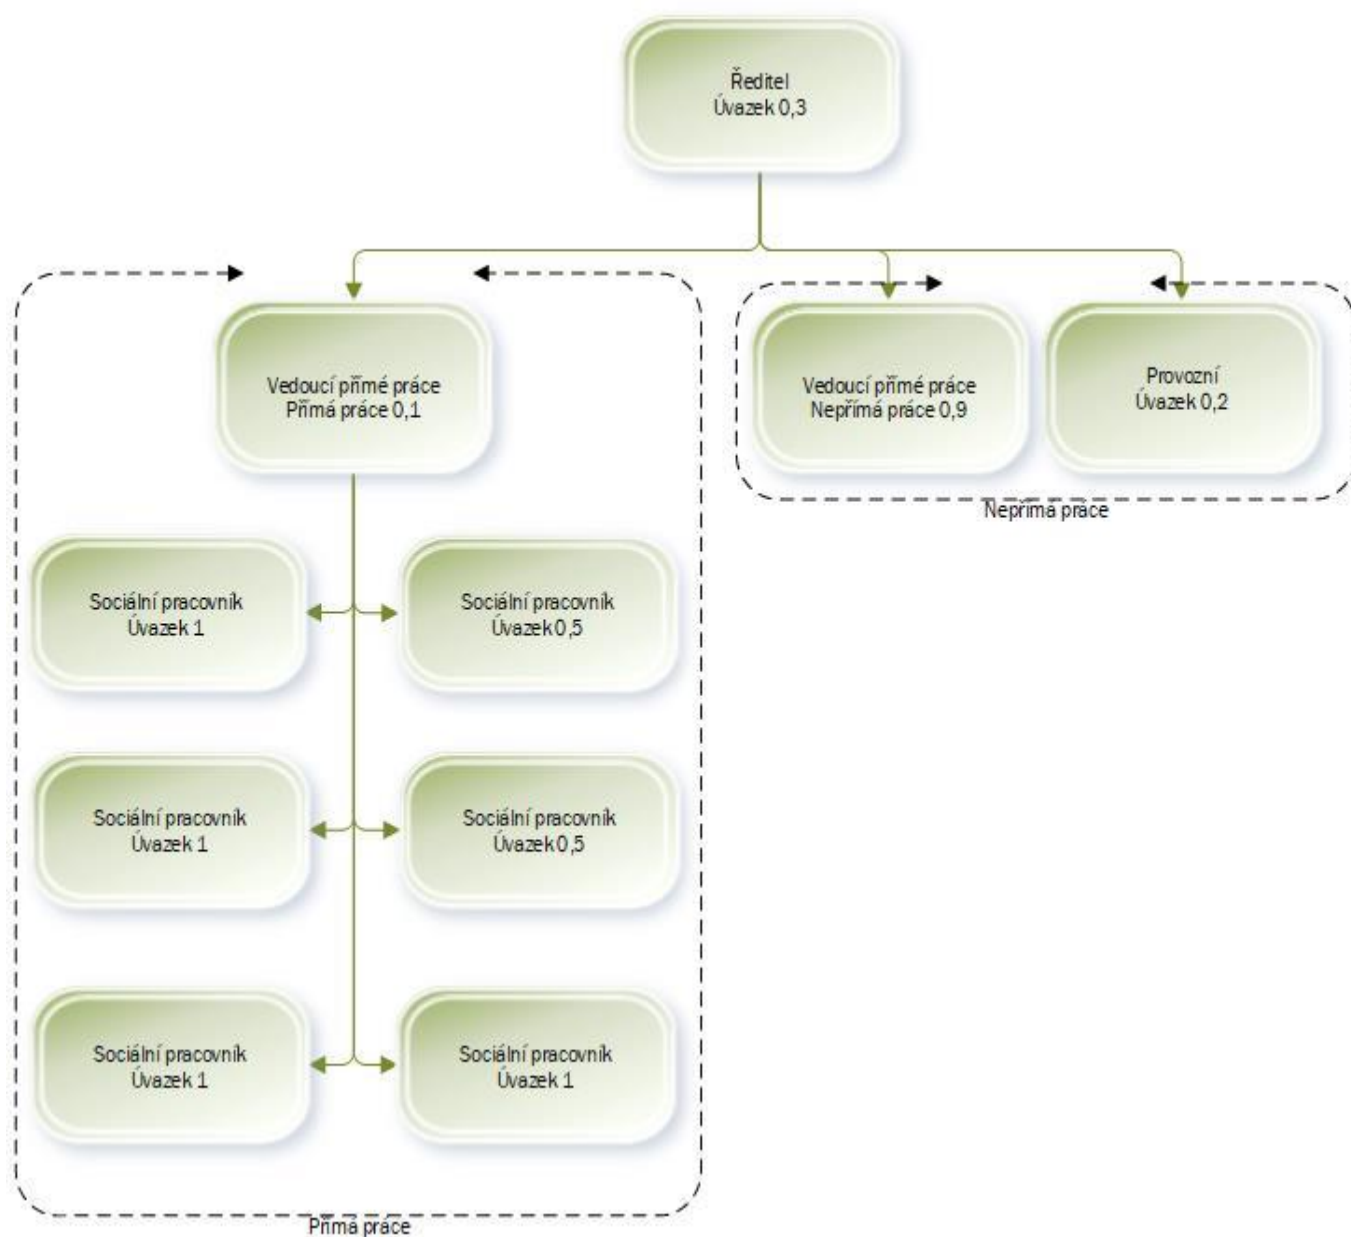 Ředitel
Úvazek 0,3
Vedoucí přímé práce
Přímá práce 0,1
Vedoucí přímé práce
Nepřímá práce 0,9
Provozní
Úvazek 0,2
Nepřímá práce
Sociální pracovník
Úvazek 1
Sociální pracovník
Úvazek 0,5
Sociální pracovník
Úvazek 1
Sociální pracovník
Úvazek 0,5
Sociální pracovník
Úvazek 1
Sociální pracovník
Úvazek 1
Přímá práce